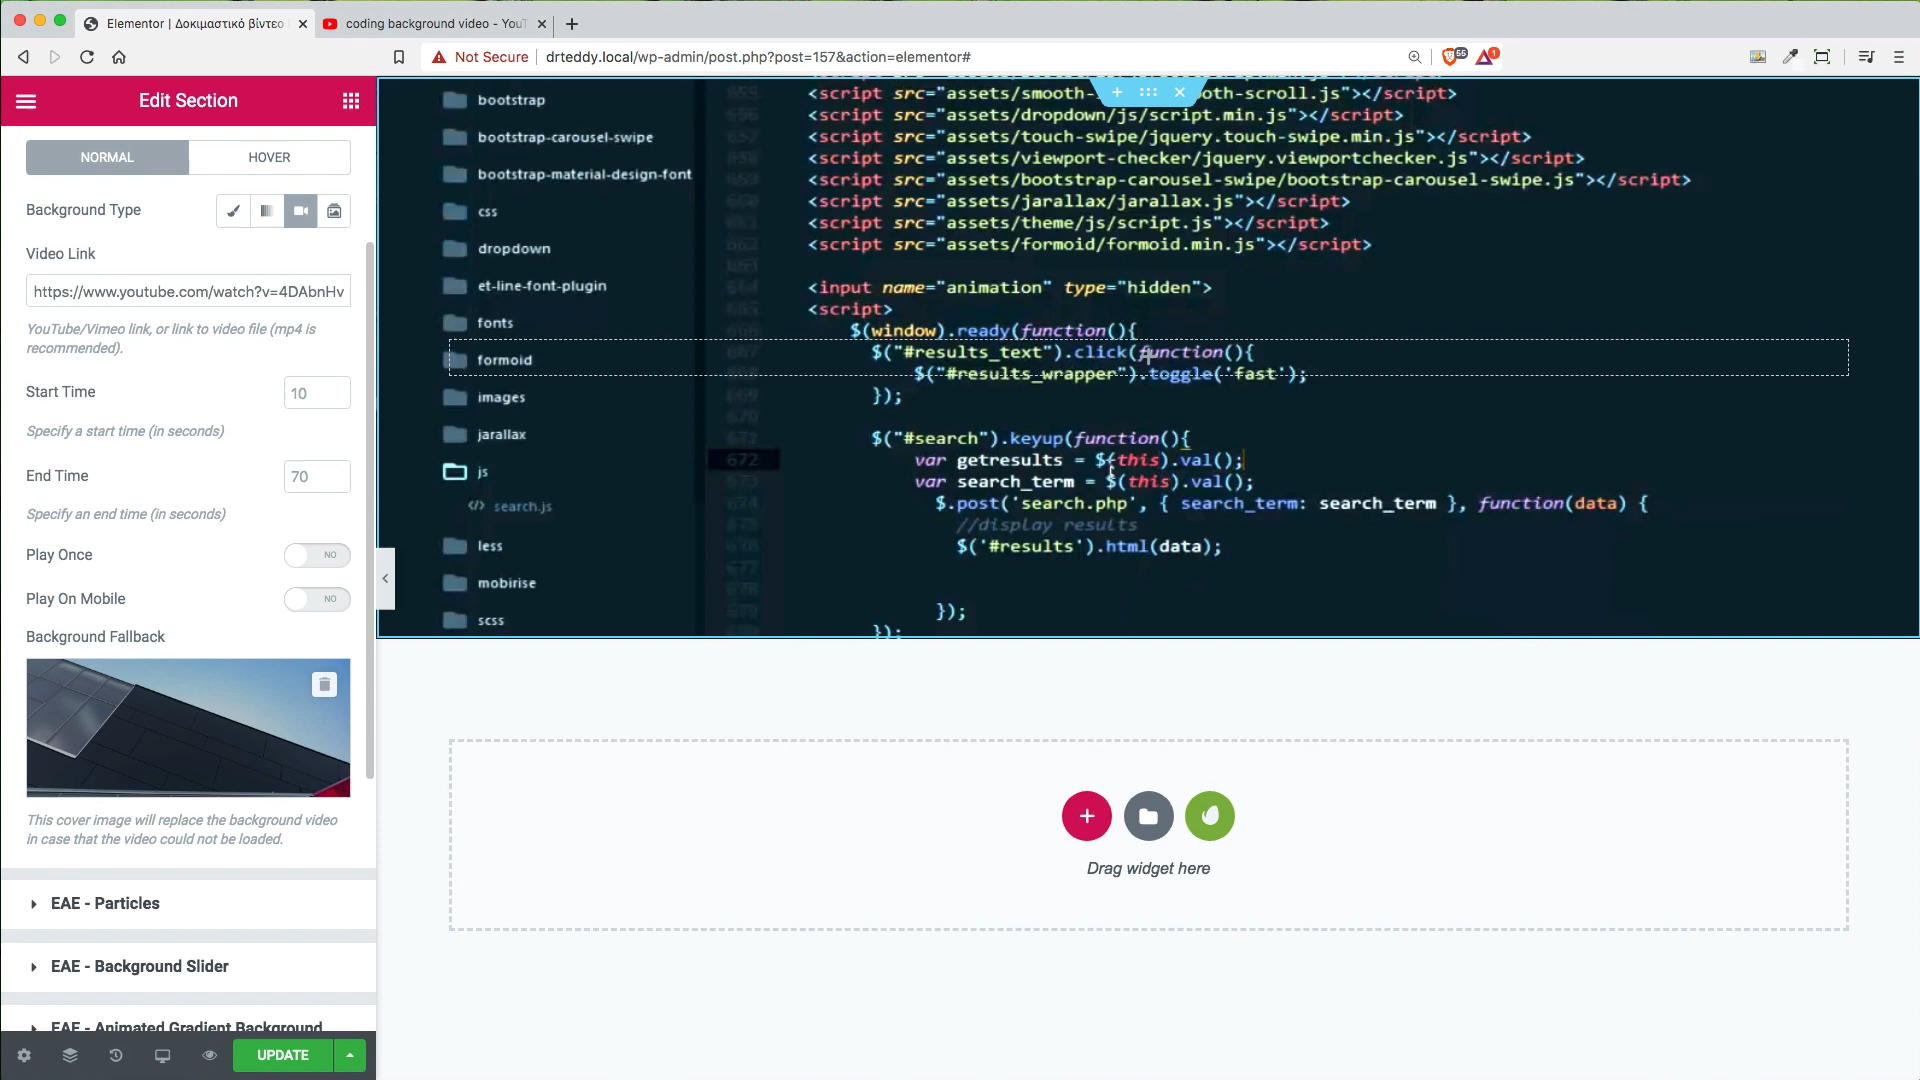 Elementor | Δοκιμαστικό βίντεο
coding background video - YouT
Not Secure
drteddy.local/wp-admin/post.php?post=157&action=elementor#
55
1
Edit Section
NORMAL
HOVER
Background Type
Video Link
https://www.youtube.com/watch?v=4DAbnHv
YouTube/Vimeo link, or link to video file (mp4 is
recommended).
Start Time
10
Specify a start time (in seconds)
End Time
70
Specify an end time (in seconds)
Play Once
NO
Play On Mobile
NO
Background Fallback
This cover image will replace the background video
in case that the video could not be loaded.
EAE - Particles
EAE - Background Slider
EAE - Animated Gradient Background
UPDATE
bootstrap
bootstrap-carousel-swipe
bootstrap-material-design-font
css
dropdown
et-line-font-plugin
fonts
formoid
images
jarallax
js
</> search.js
less
mobirise
scss
<script src="assets/smooth-
oth-scroll.js"></script>
<script src="assets/dropdown/js/script.min.js"></script>
<script src="assets/touch-swipe/jquery.touch-swipe.min.js"></script>
<script src="assets/viewport-checker/jquery.viewportchecker.js"></script>
<script src="assets/bootstrap-carousel-swipe/bootstrap-carousel-swipe.js"></script>
<script src="assets/jarallax/jarallax.js"></script>
<script src="assets/theme/js/script.js"></script>
<script src="assets/formoid/formoid.min.js"></script>
<input name="animation" type="hidden">
<script>
$(window).ready(function(){
$("#results_text").click(function(){
$("#results_wrapper").toggle('fast');
});
$("#search").keyup(function(){
672 var getresults = $(this).val();
var search_term = $(this).val();
$.post('search.php', { search_term: search_term }, function(data) {
//display results
$('#results').html(data);
});
});
Drag widget here